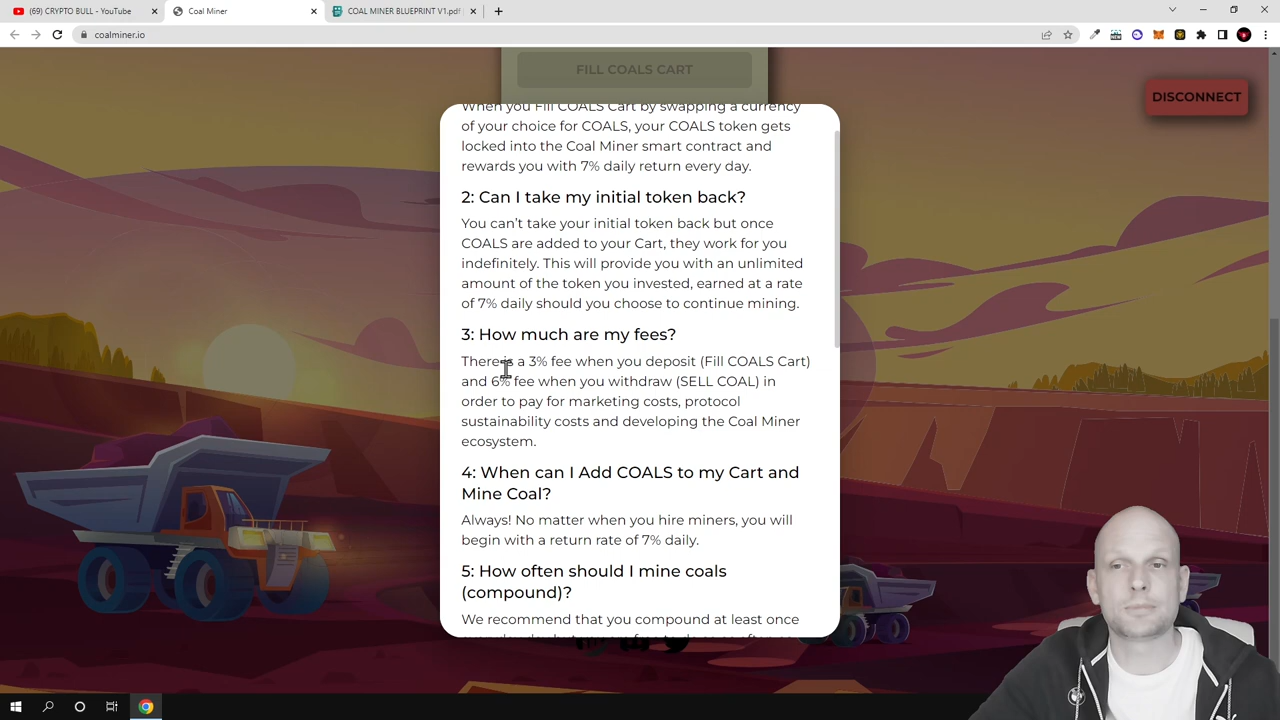 (69) CRYPTO BULL - YouTube
Coal Miner
COAL MINER BLUEPRINT V1.pdf
coalminer.io
FILL COALS CART
DISCONNECT
When you Fill COALS Cart by swapping a currency
of your choice for COALS, your COALS token gets
locked into the Coal Miner smart contract and
rewards you with 7% daily return every day.
2: Can I take my initial token back?
You can't take your initial token back but once
COALS are added to your Cart, they work for you
indefinitely. This will provide you with an unlimited
amount of the token you invested, earned at a rate
of 7% daily should you choose to continue mining.
3: How much are my fees?
There is a 3% fee when you deposit (Fill COALS Cart)
and 6% fee when you withdraw (SELL COAL) in
order to pay for marketing costs, protocol
sustainability costs and developing the Coal Miner
ecosystem.
4: When can I Add COALS to my Cart and
Mine Coal?
Always! No matter when you hire miners, you will
begin with a return rate of 7% daily.
5: How often should I mine coals
(compound)?
We recommend that you compound at least once